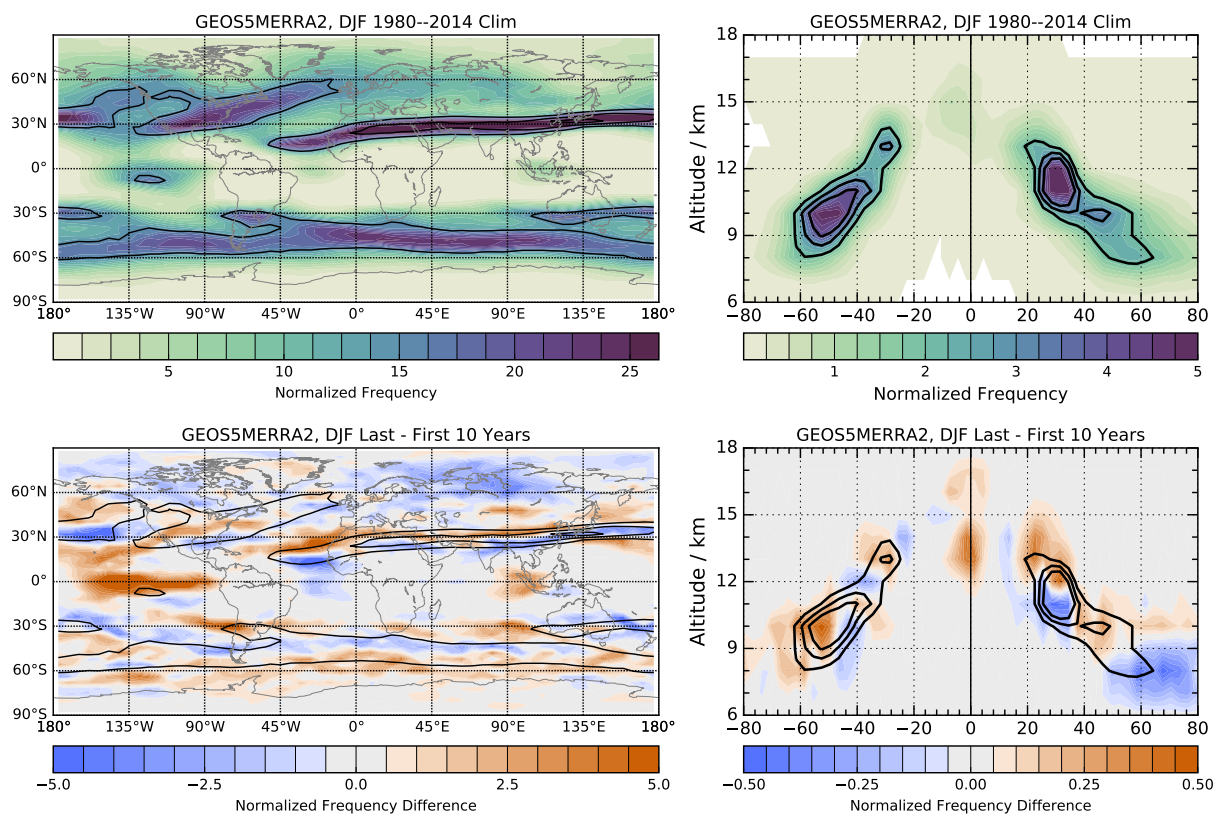 GEOS5MERRA2, DJF 1980--2014 Clim
60°N
30°N
0°
30°S
60°S
90°S
180° 135°W 90°W 45°W 0° 45°E 90°E 135°E 180°
5 10 15 20 25
Normalized Frequency
GEOS5MERRA2, DJF 1980--2014 Clim
Altitude / km
18
15
12
9
6
−80 −60 −40 −20 0 20 40 60 80
1 2 3 4 5
Normalized Frequency
GEOS5MERRA2, DJF Last - First 10 Years
60°N
30°N
0°
30°S
60°S
90°S
180° 135°W 90°W 45°W 0° 45°E 90°E 135°E 180°
−5.0 −2.5 0.0 2.5 5.0
Normalized Frequency Difference
GEOS5MERRA2, DJF Last - First 10 Years
Altitude / km
18
15
12
9
6
−80 −60 −40 −20 0 20 40 60 80
−0.50 −0.25 0.00 0.25 0.50
Normalized Frequency Difference